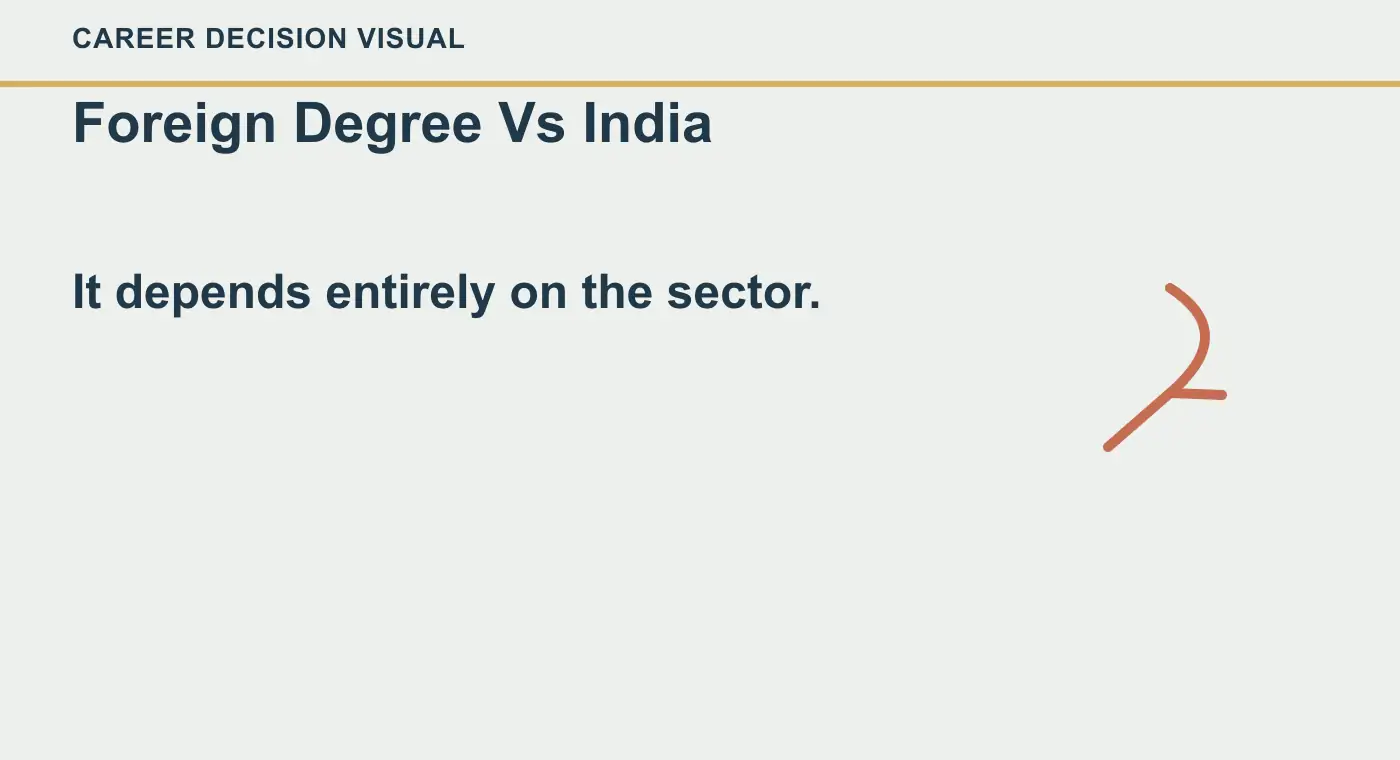 CAREER DECISION VISUAL
Foreign Degree Vs India
It depends entirely on the sector.